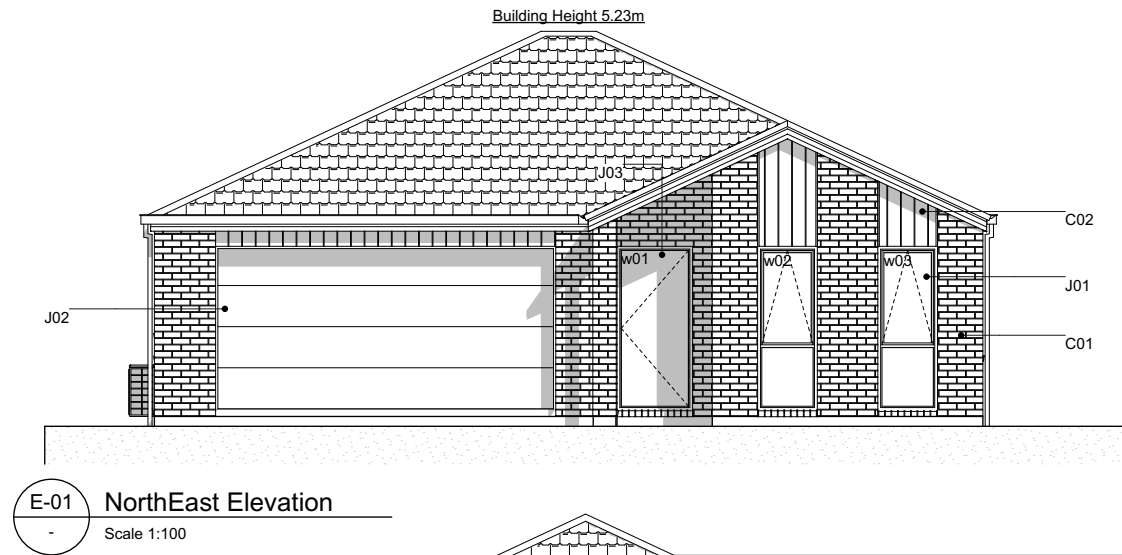 Building Height 5.23m
J03
C02
w01
w02
w03
J01
J02
C01
E-01
NorthEast Elevation
-
Scale 1:100